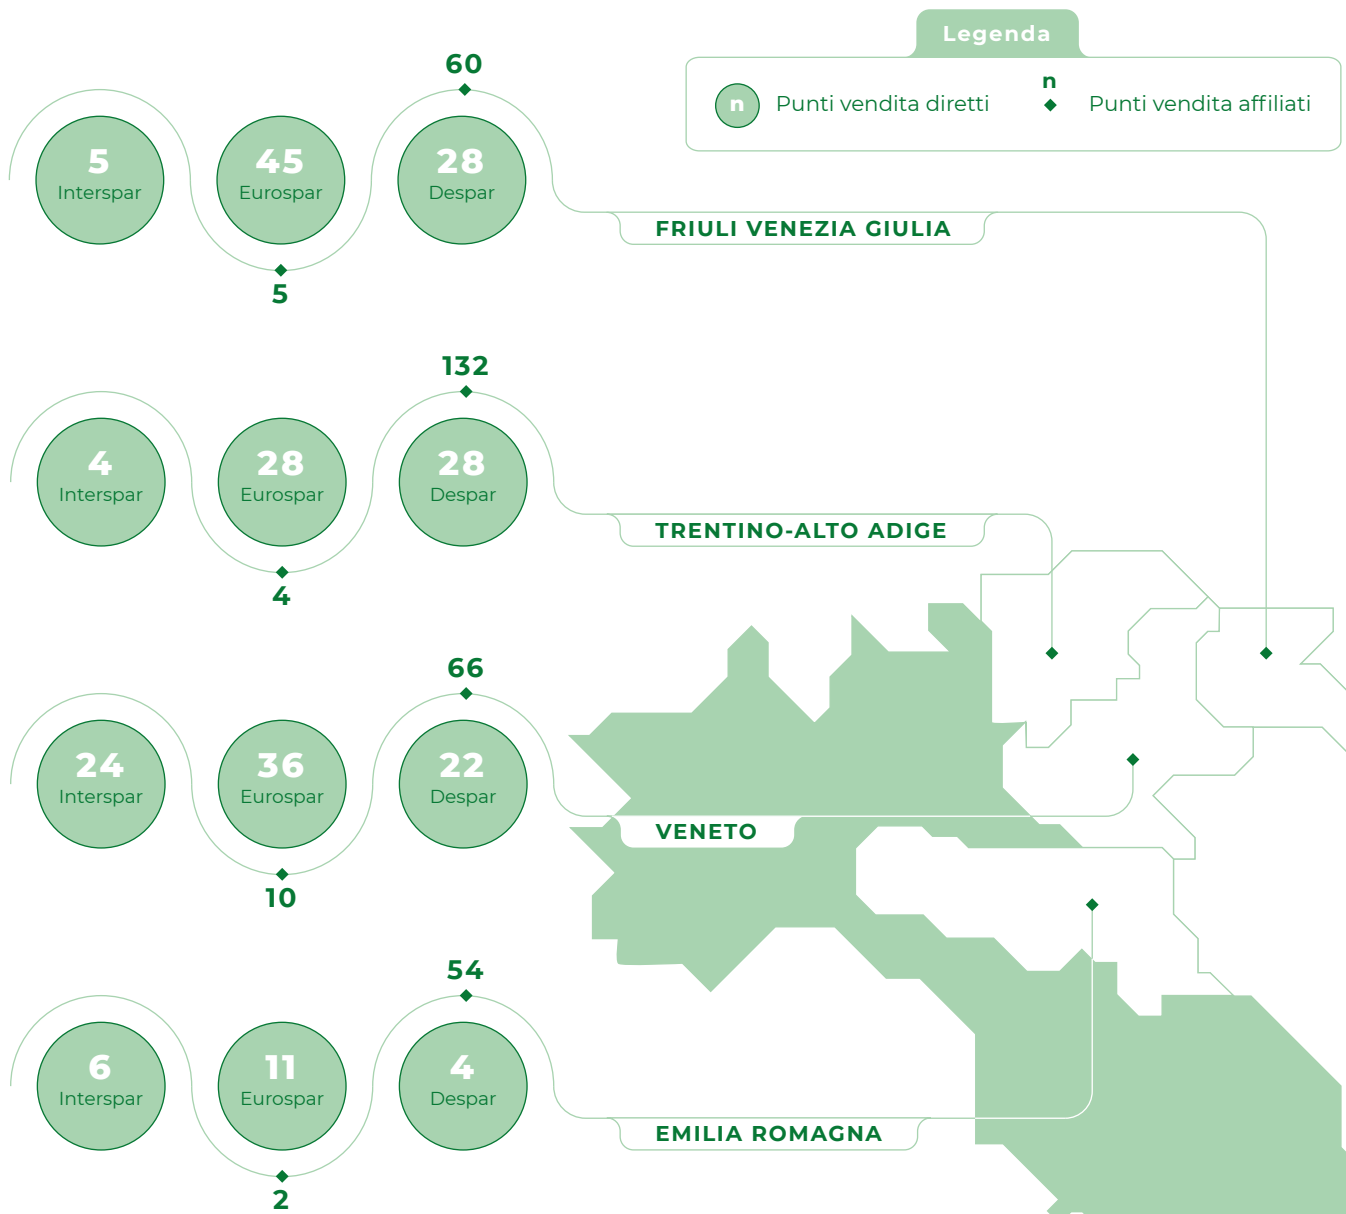 Legenda
n
Punti vendita diretti
n
Punti vendita affiliati
60
5
Interspar
45
Eurospar
28
Despar
5
FRIULI VENEZIA GIULIA
132
4
Interspar
28
Eurospar
28
Despar
4
TRENTINO-ALTO ADIGE
66
24
Interspar
36
Eurospar
22
Despar
10
VENETO
54
6
Interspar
11
Eurospar
4
Despar
2
EMILIA ROMAGNA